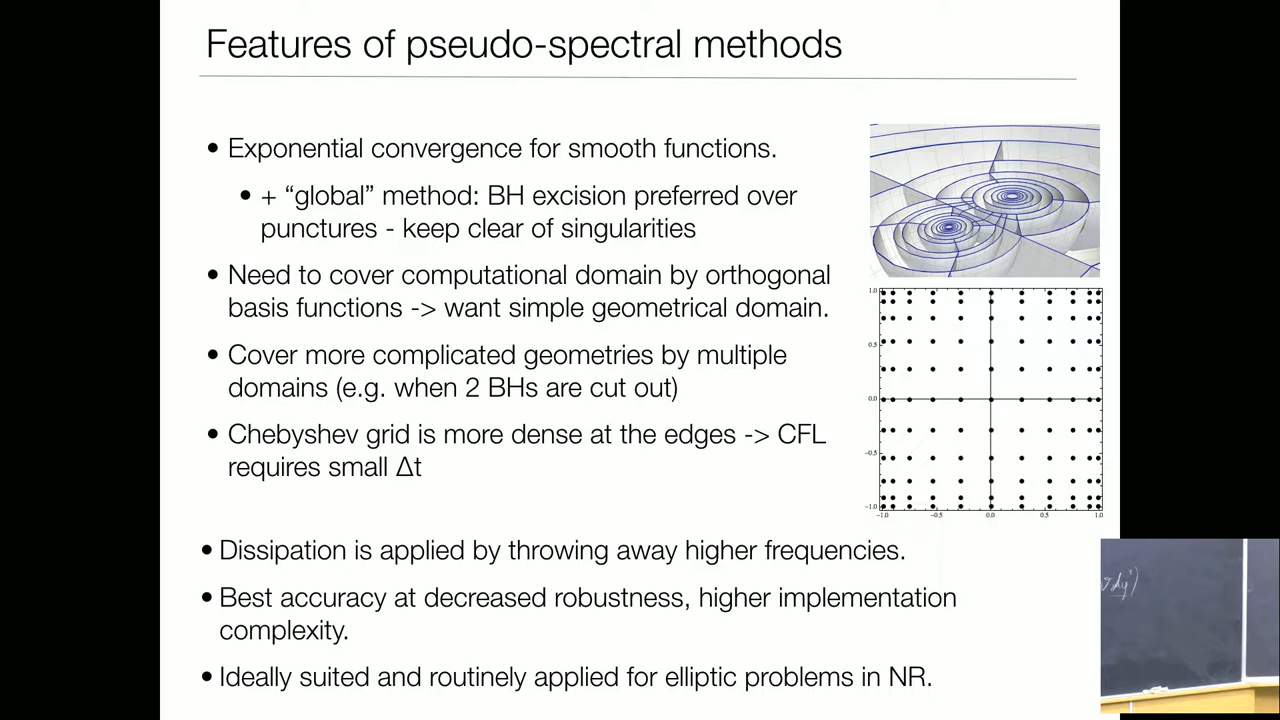 Features of pseudo-spectral methods
• Exponential convergence for smooth functions.
• + “global” method: BH excision preferred over
punctures - keep clear of singularities
• Need to cover computational domain by orthogonal
basis functions -> want simple geometrical domain.
• Cover more complicated geometries by multiple
domains (e.g. when 2 BHs are cut out)
• Chebyshev grid is more dense at the edges -> CFL
requires small Δt
1.0
0.5
0.0
-0.5
-1.0
-1.0 -0.5 0.0 0.5 1.0
• Dissipation is applied by throwing away higher frequencies.
• Best accuracy at decreased robustness, higher implementation
complexity.
• Ideally suited and routinely applied for elliptic problems in NR.